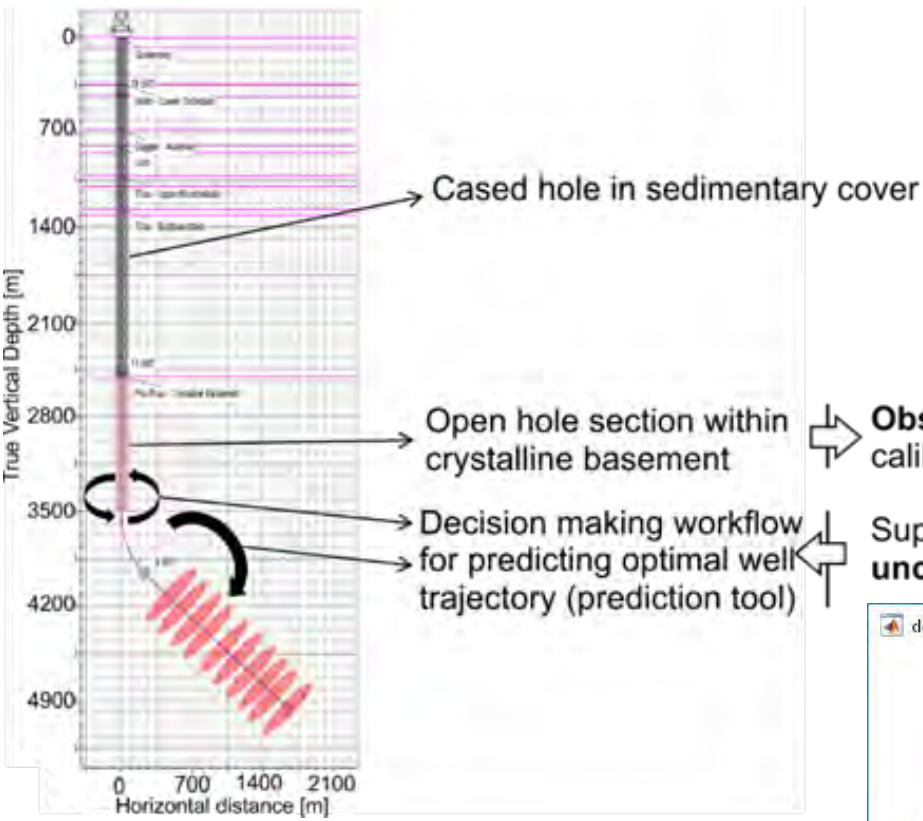 0
700
1400
2100
2800
3500
4200
4900
True Vertical Depth [m]
0 700 1400 2100
Horizontal distance [m]
Cased hole in sedimentary cover
Open hole section within
crystalline basement
Decision making workflow
for predicting optimal well
trajectory (prediction tool)
Obs
calil
Sup
unc
d